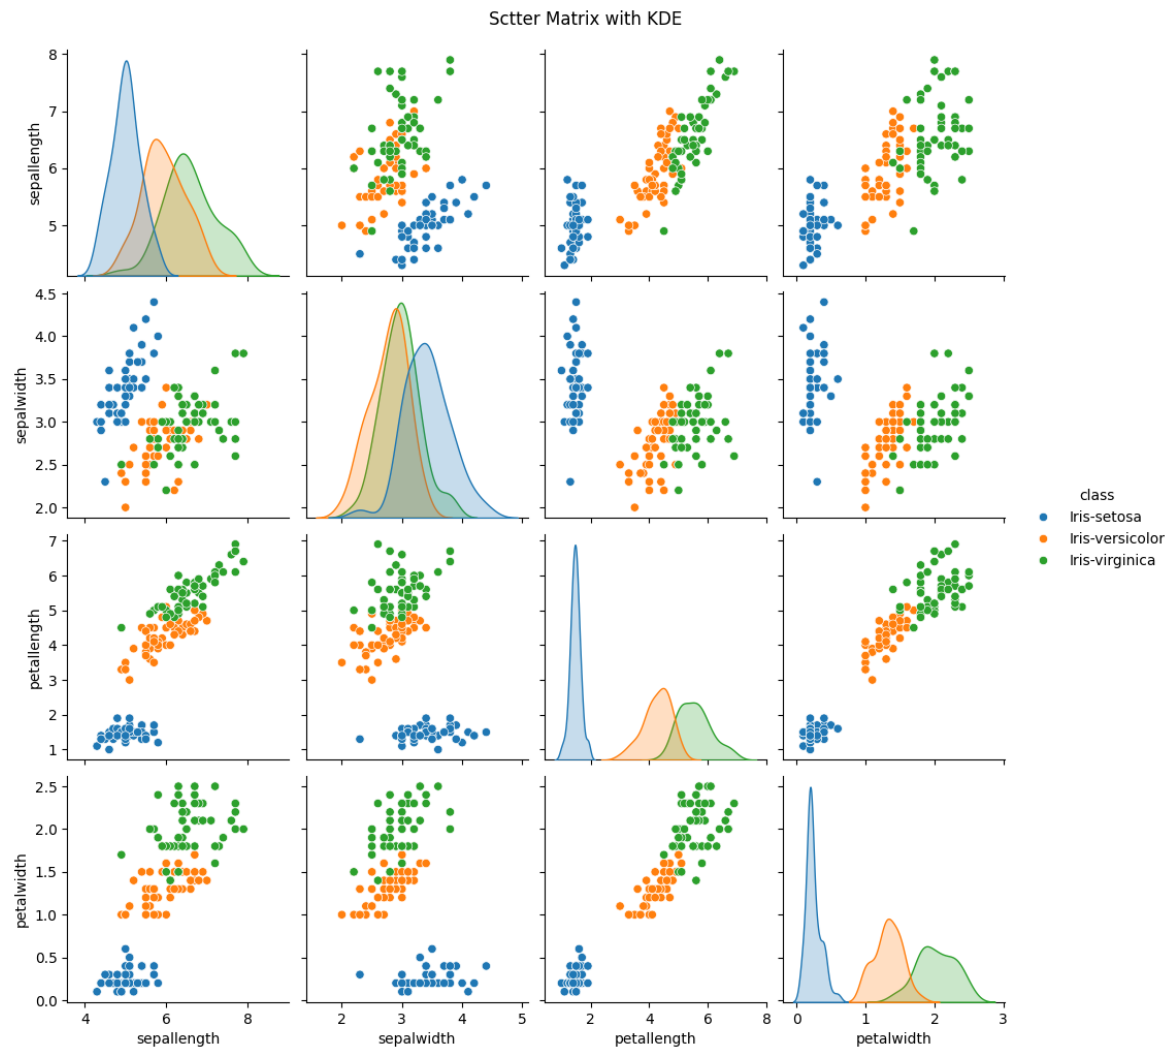 Sctter Matrix with KDE
8
7
6
5
sepallength
4.5
4.0
3.5
3.0
2.5
2.0
sepalwidth
class
Iris-setosa
Iris-versicolor
Iris-virginica
7
6
5
4
3
2
1
petallength
2.5
2.0
1.5
1.0
0.5
0.0
petalwidth
4 6 8 2 3 4 5 2 4 6 8 0 1 2 3
sepallength sepalwidth petallength petalwidth